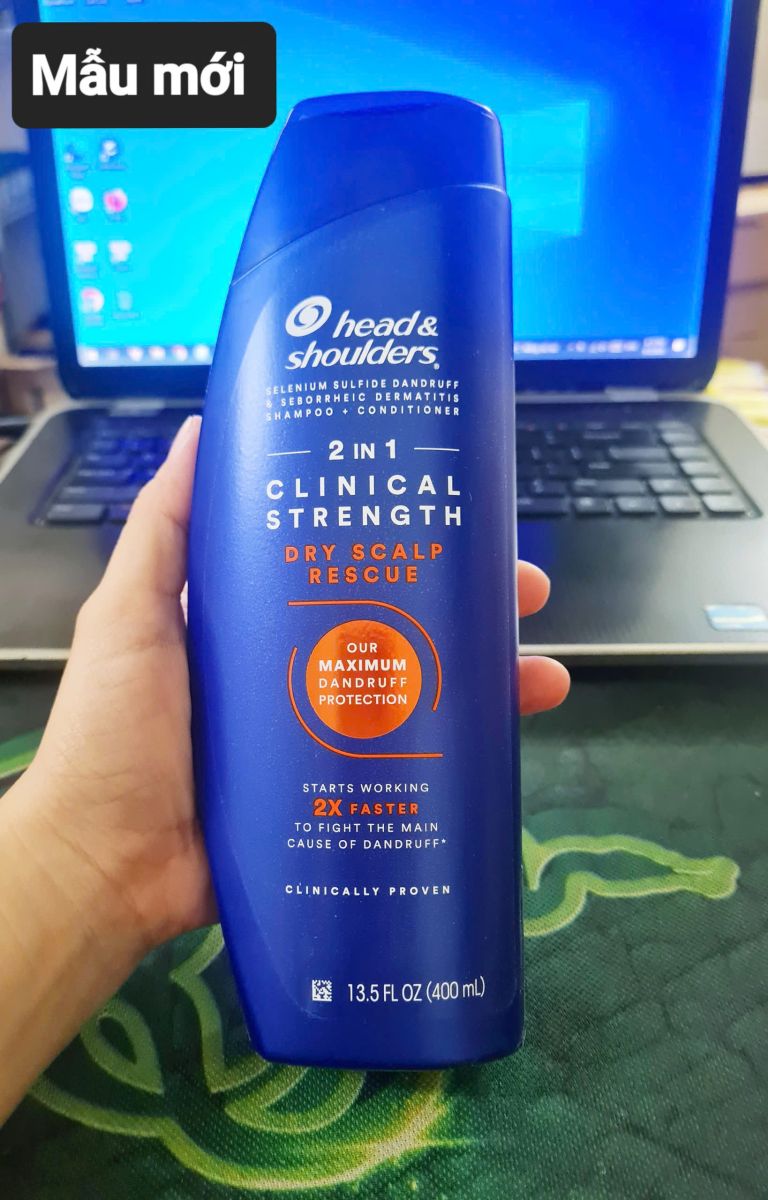 Mẫu mới
head &
shoulders®
SELENIUM SULFIDE DANDRUFF
& SEBORRHEIC DERMATITIS
SHAMPOO + CONDITIONER
2 IN 1
CLINICAL
STRENGTH
DRY SCALP
RESCUE
OUR
MAXIMUM
DANDRUFF
PROTECTION
STARTS WORKING
2X FASTER
TO FIGHT THE MAIN
CAUSE OF DANDRUFF*
CLINICALLY PROVEN
13.5 FL OZ (400 mL)